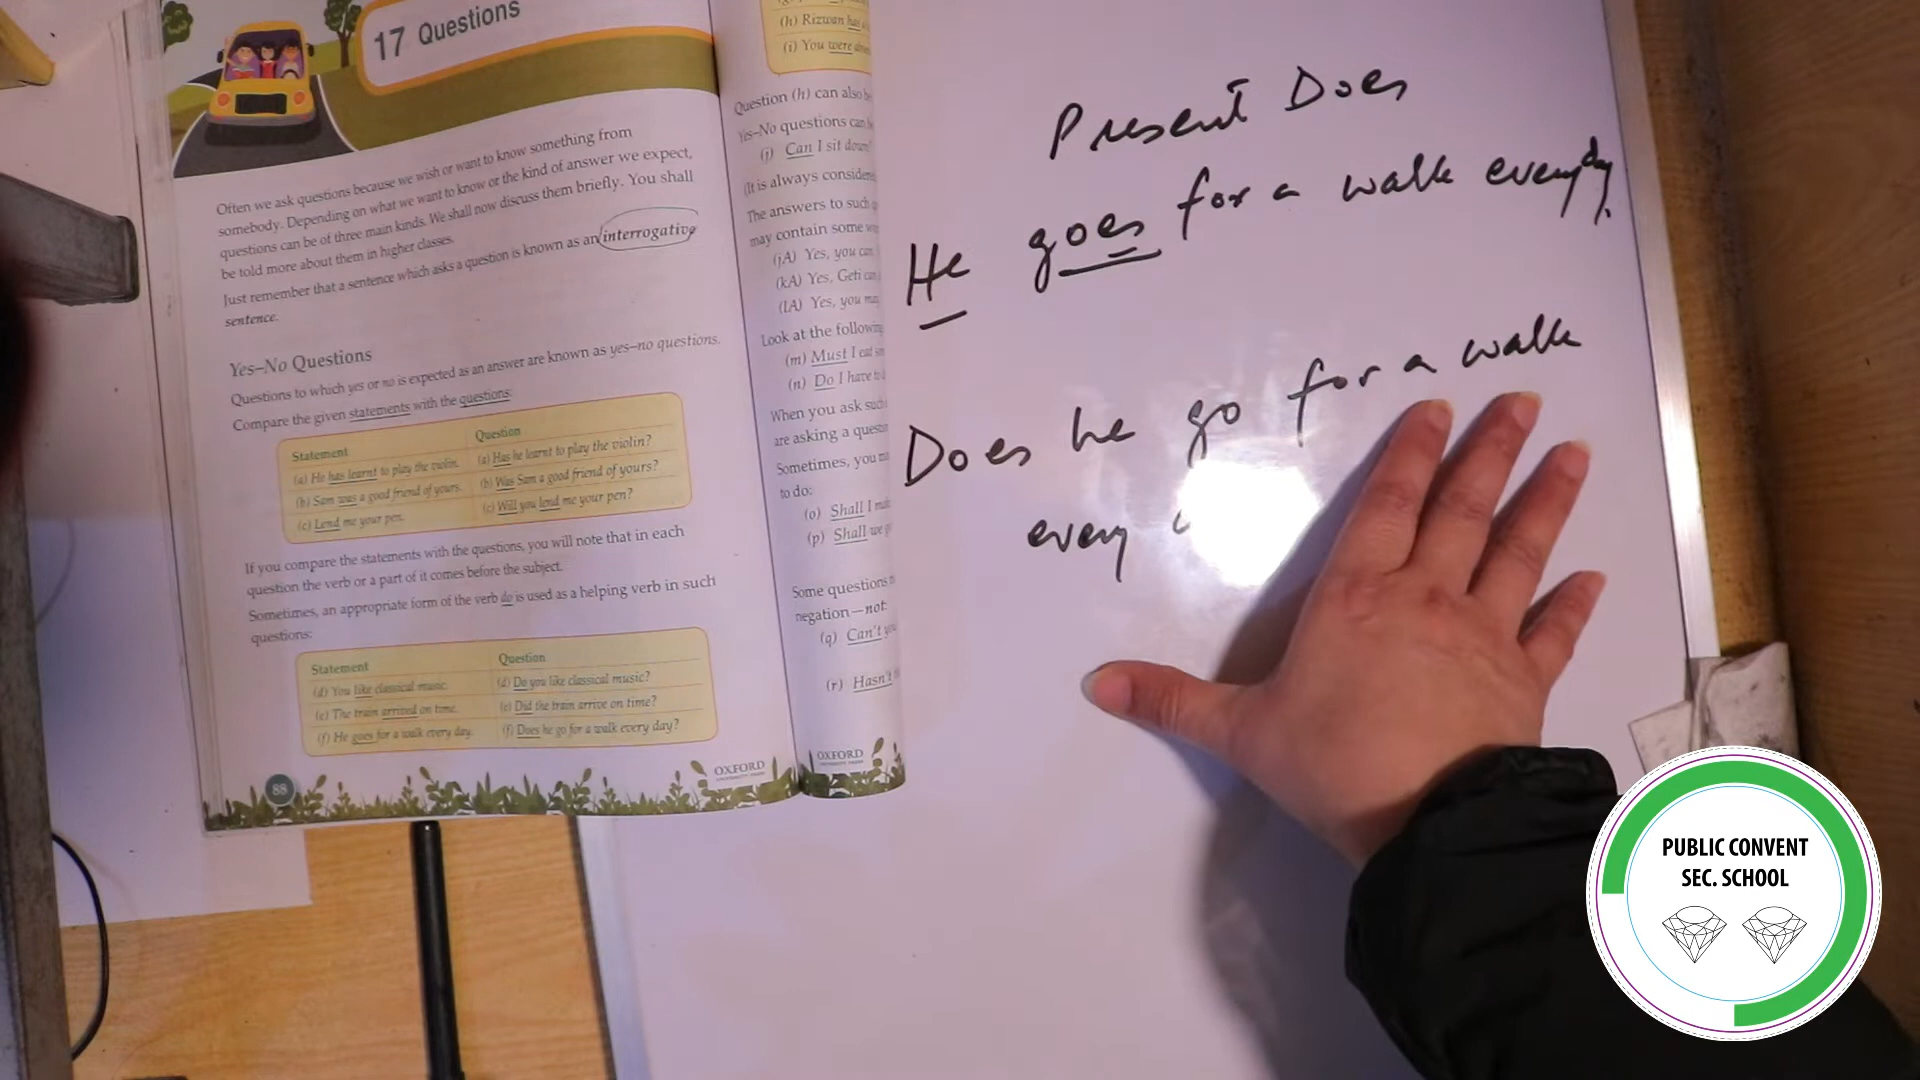 17 Questions
Often we ask questions because we wish or want to know something from
somebody. Depending on what we want to know or the kind of answer we expect,
questions can be of three main kinds. We shall now discuss them briefly. You shall
be told more about them in higher classes.
Just remember that a sentence which asks a question is known as an interrogative
sentence.
Yes–No Questions
Questions to which yes or no is expected as an answer are known as yes–no questions.
Compare the given statements with the questions:
Statement Question
(a) He has learnt to play the violin. (a) Has he learnt to play the violin?
(b) Sam was a good friend of yours. (b) Was Sam a good friend of yours?
(c) Lend me your pen. (c) Will you lend me your pen?
If you compare the statements with the questions, you will note that in each
question the verb or a part of it comes before the subject.
Sometimes, an appropriate form of the verb do is used as a helping verb in such
questions:
Statement Question
(d) You like classical music. (d) Do you like classical music?
(e) The train arrived on time. (e) Did the train arrive on time?
(f) He goes for a walk every day. (f) Does he go for a walk every day?
88
OXFORD
(h) Rizwan has
(i) You were
Question (h) can also
Yes–No questions can
(j) Can I sit down
(It is always
The answers to such
may contain some
(jA) Yes, you can
(kA) Yes, Geti can
(lA) Yes, you
Look at the following
(m) Must I eat
(n) Do I have to
When you ask such
are asking a
Sometimes, you
to do:
(o) Shall I
(p) Shall we
Some questions
negation—not:
(q) Can't
(r) Hasn't
OXFORD
UNIVERSITY PRESS
Present Does
He goes for a walk everyday.
Does he go for a walk
every
PUBLIC CONVENT
SEC. SCHOOL